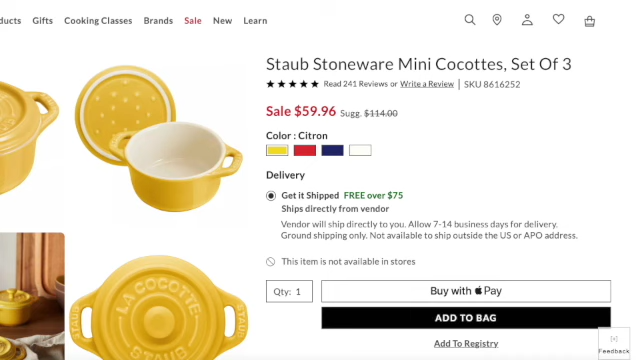 ducts Gifts Cooking Classes Brands Sale New Learn
Staub Stoneware Mini Cocottes, Set Of 3
Read 241 Reviews or Write a Review | SKU 8616252
Sale $59.96 Sugg. $114.00
Color : Citron
Delivery
Get it Shipped FREE over $75
Ships directly from vendor
Vendor will ship directly to you. Allow 7-14 business days for delivery.
Ground shipping only. Not available to ship outside the US or APO address.
This item is not available in stores
Qty: 1
Buy with Pay
ADD TO BAG
Add To Registry
[+]
Feedback
LA COCOTTE
STAUB
STAUB
STAUB